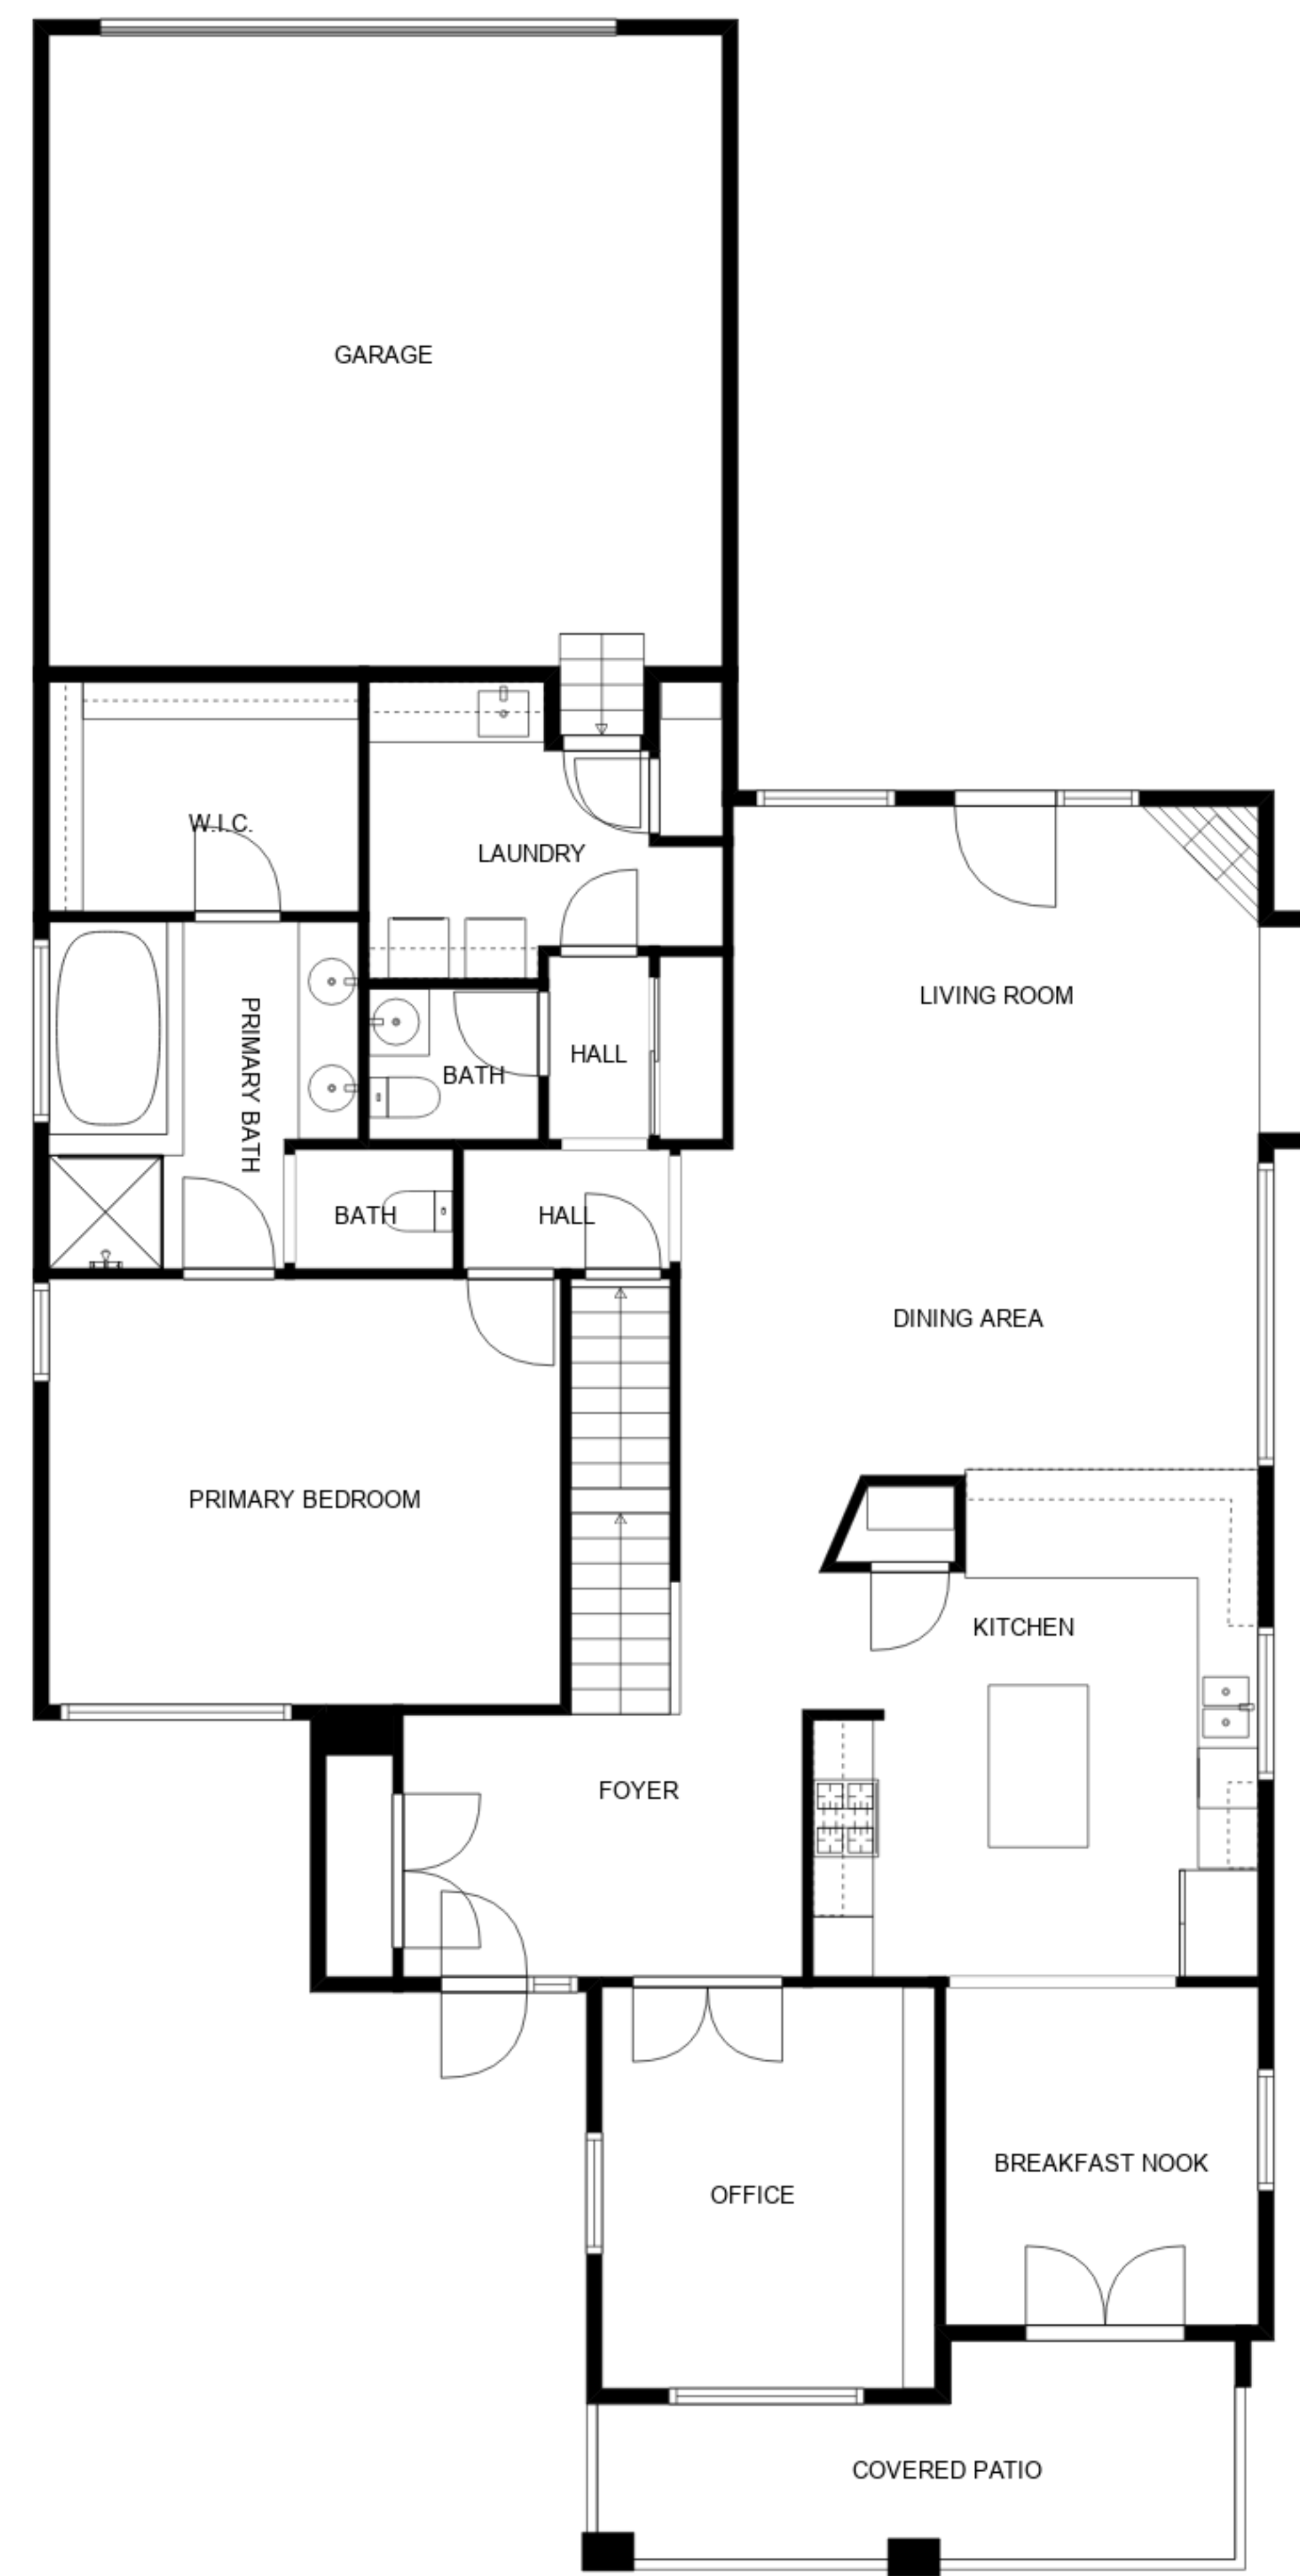 GARAGE
W.I.C.
LAUNDRY
LIVING ROOM
PRIMARY BATH
HALL
BATH
BATH
HALL
DINING AREA
PRIMARY BEDROOM
KITCHEN
FOYER
BREAKFAST NOOK
OFFICE
COVERED PATIO